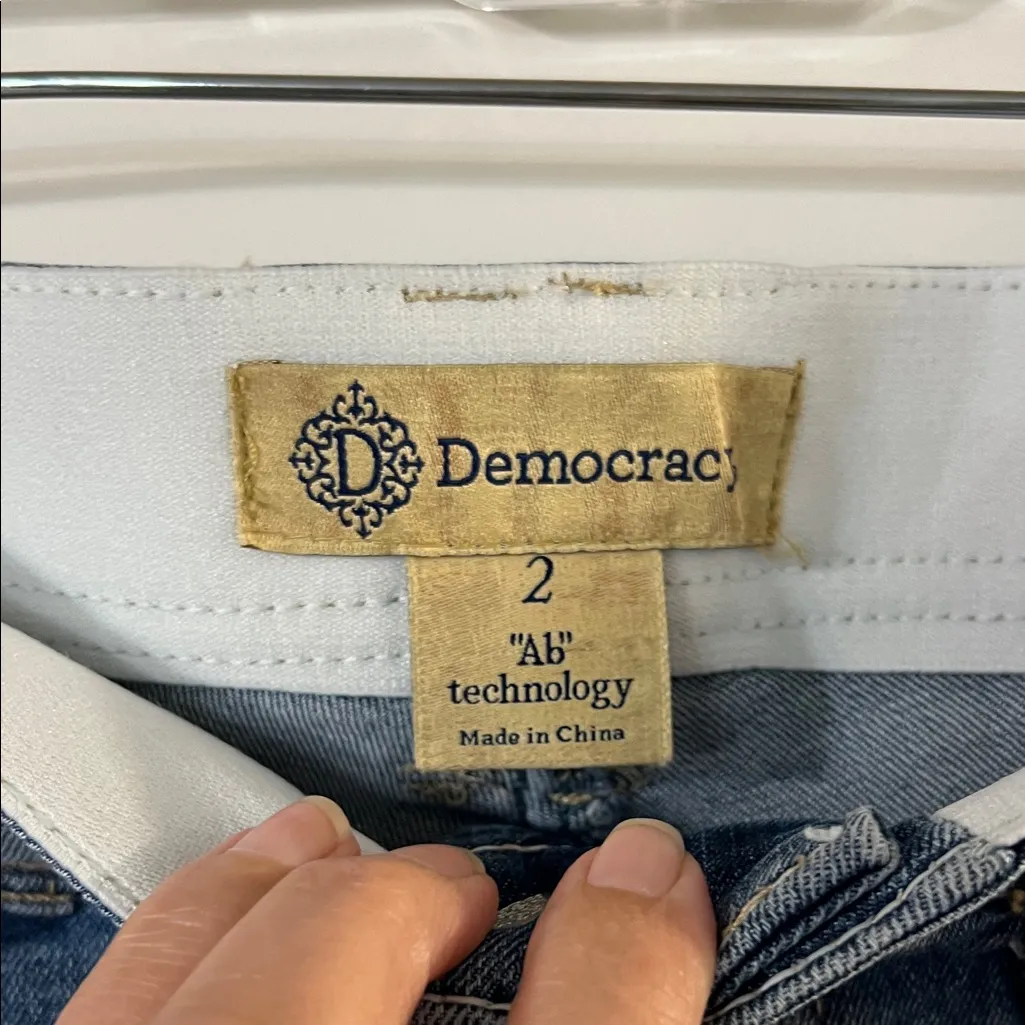 D Democracy
2
"Ab"
technology
Made in China